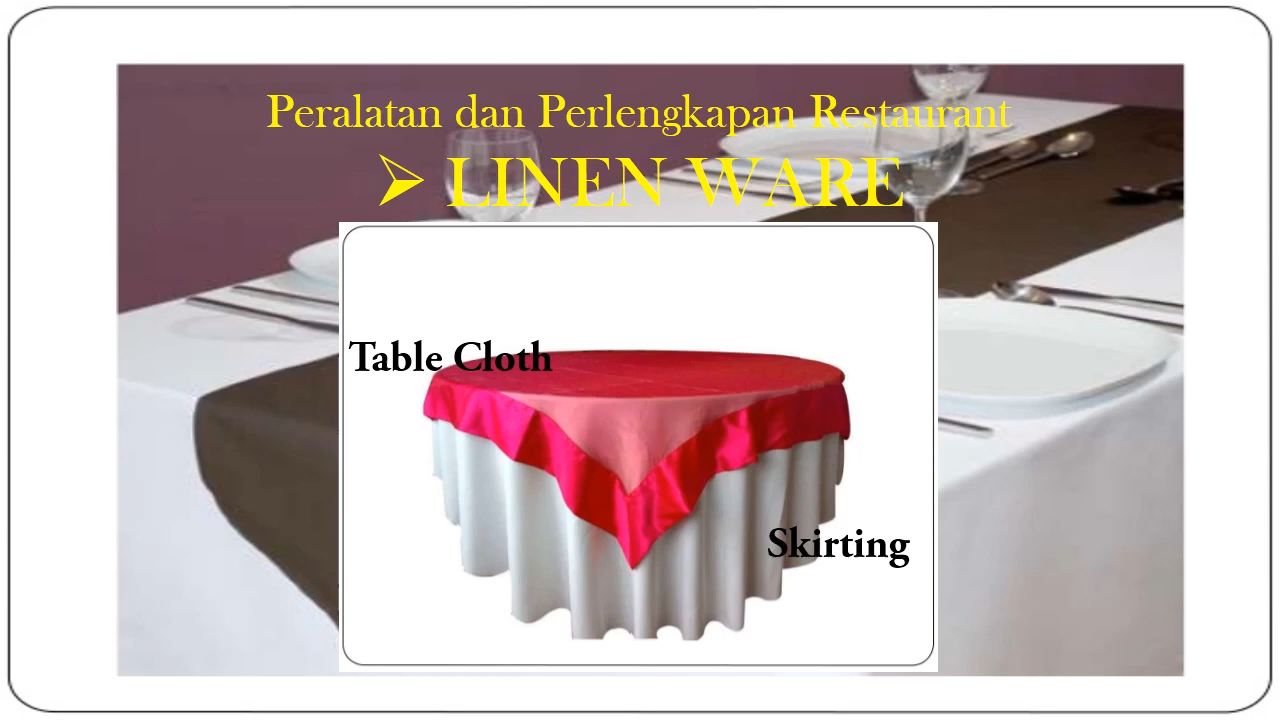 Peralatan dan Perlengkapan Restaurant
➢ LINEN WARE
Table Cloth
Skirting